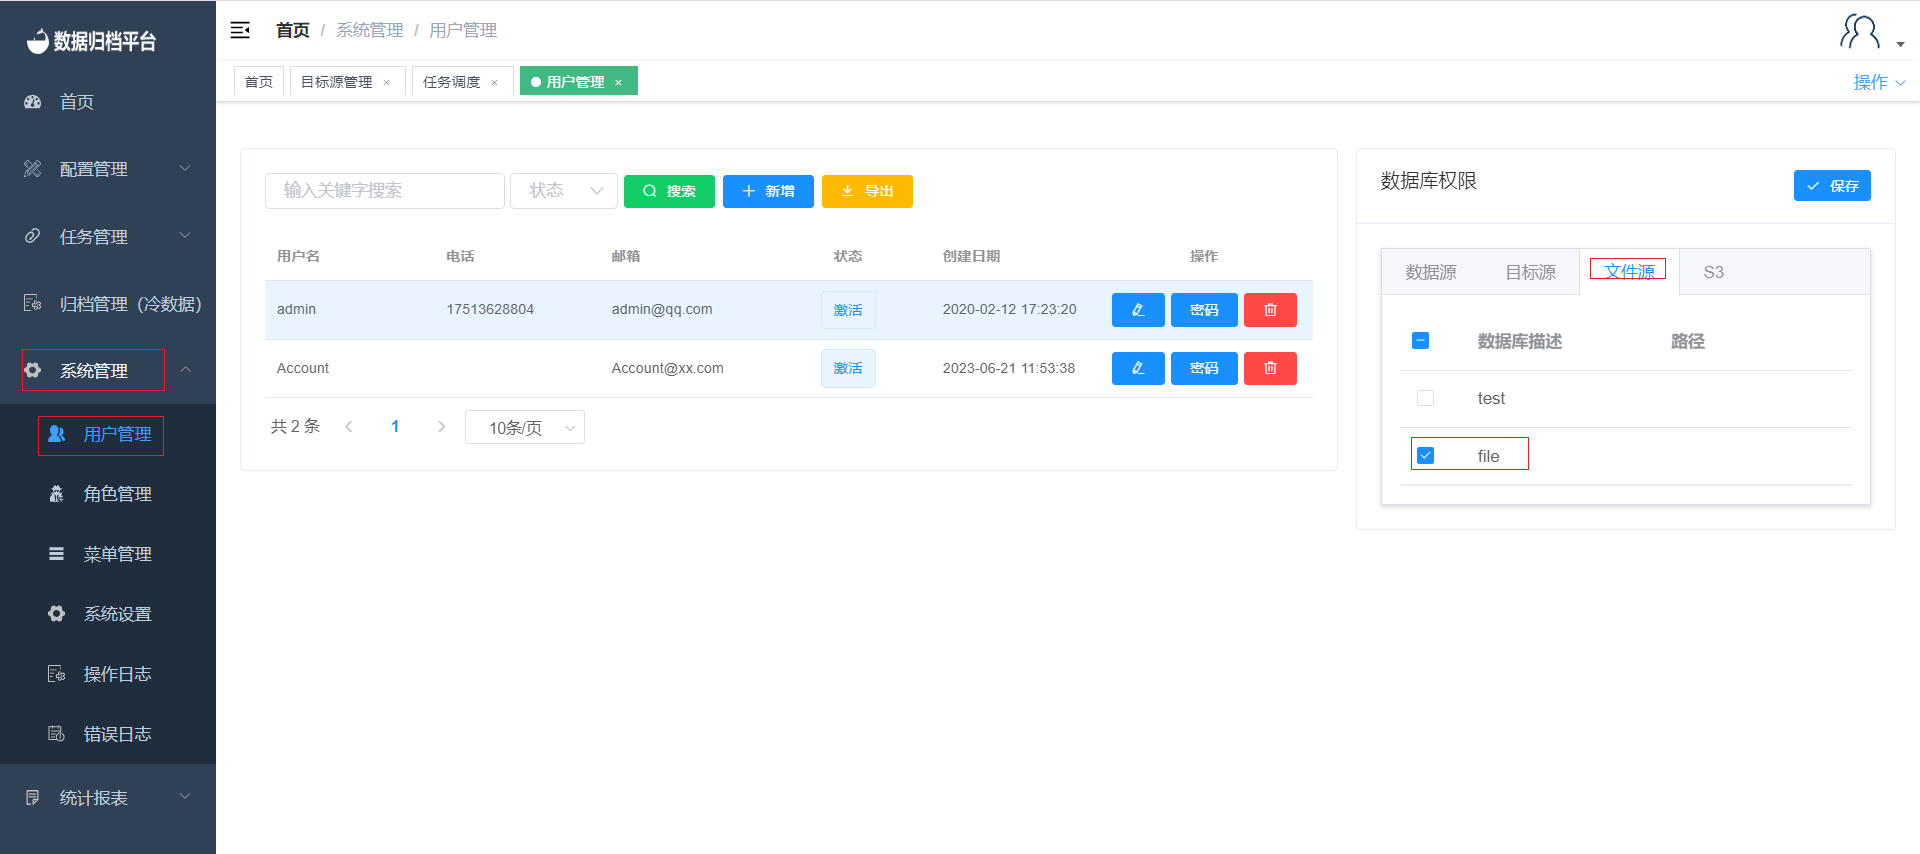 数据归档平台
首页
配置管理
任务管理
归档管理（冷数据）
系统管理
用户管理
角色管理
菜单管理
系统设置
操作日志
错误日志
统计报表
首页 / 系统管理 / 用户管理
首页 目标源管理 × 任务调度 × 用户管理 × 操作
输入关键字搜索 状态 搜索 新增 导出
用户名 电话 邮箱 状态 创建日期 操作
admin 17513628804 admin@qq.com 激活 2020-02-12 17:23:20 密码
Account Account@xx.com 激活 2023-06-21 11:53:38 密码
共 2 条 1 10条/页
数据库权限 保存
数据源 目标源 文件源 S3
数据库描述 路径
test
file